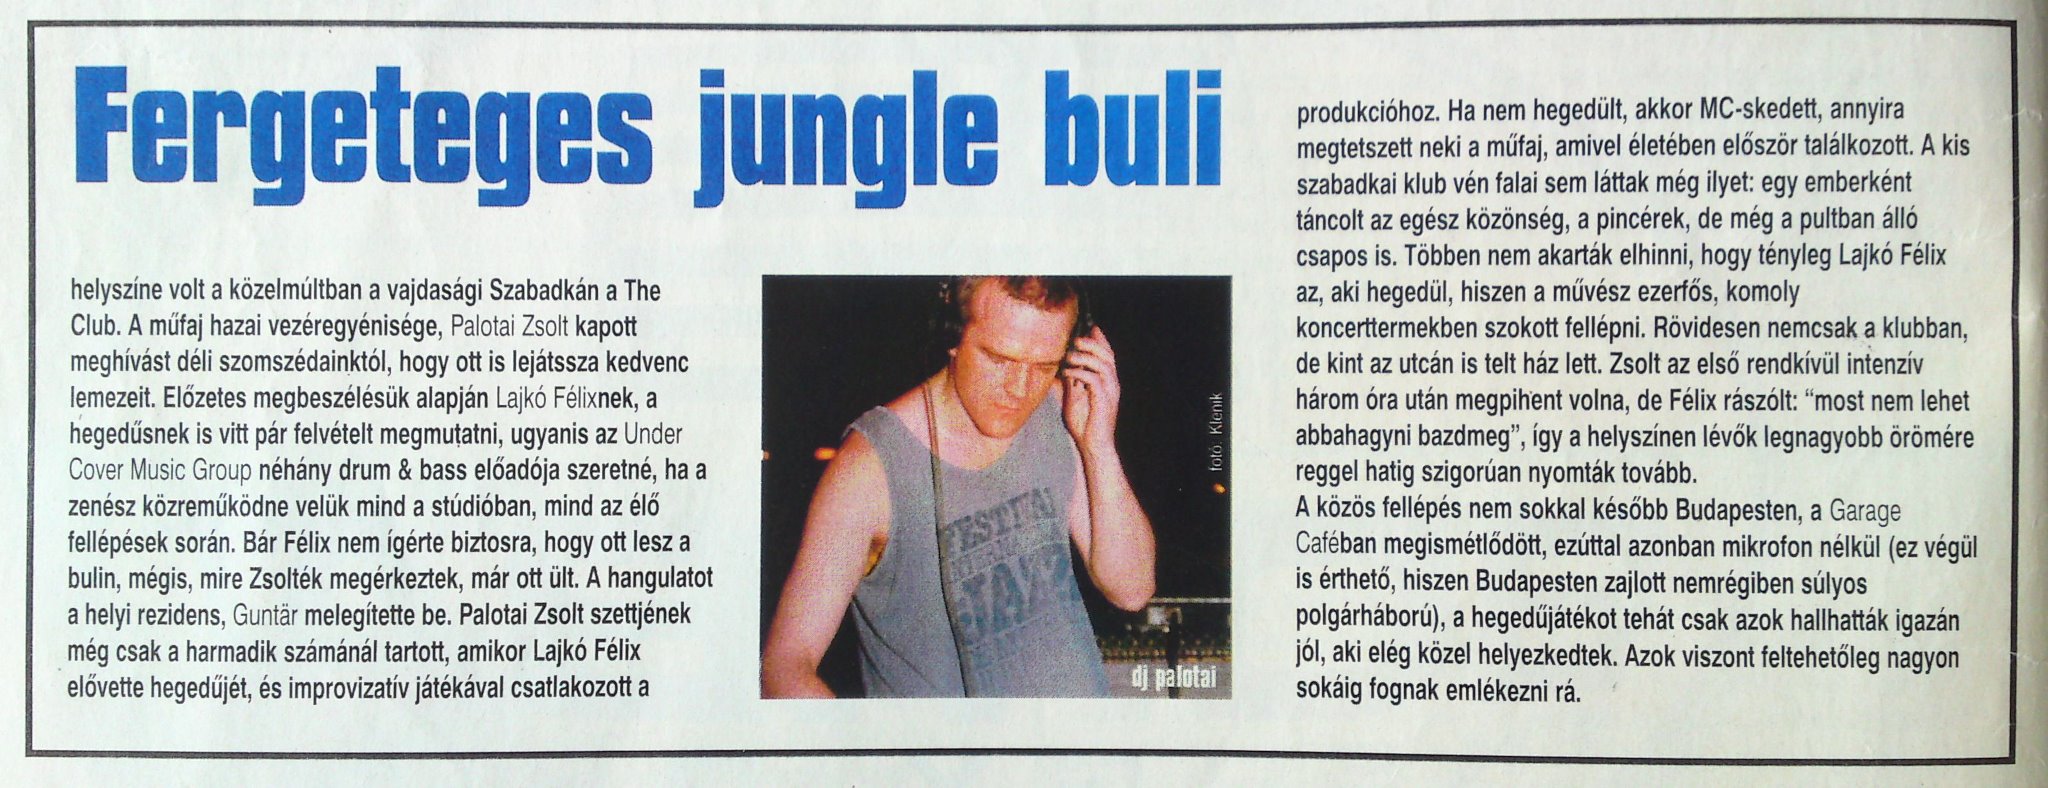 Fergeteges jungle buli
helyszíne volt a közelmúltban a vajdasági Szabadkán a The
Club. A műfaj hazai vezéregyénisége, Palotai Zsolt kapott
meghívást déli szomszédainktól, hogy ott is lejátssza kedvenc
lemezeit. Előzetes megbeszélésük alapján Lajkó Félixnek, a
hegedűsnek is vitt pár felvételt megmutatni, ugyanis az Under
Cover Music Group néhány drum & bass előadója szeretné, ha a
zenész közreműködne velük mind a stúdióban, mind az élő
fellépések során. Bár Félix nem ígérte biztosra, hogy ott lesz a
bulin, mégis, mire Zsolték megérkeztek, már ott ült. A hangulatot
a helyi rezidens, Guntär melegítette be. Palotai Zsolt szettjének
még csak a harmadik számánál tartott, amikor Lajkó Félix
elővette hegedűjét, és improvizatív játékával csatlakozott a
fotó: Klenik
FESTIVAL
JAZZ
dj palotai
produkcióhoz. Ha nem hegedült, akkor MC-skedett, annyira
megtetszett neki a műfaj, amivel életében először találkozott. A kis
szabadkai klub vén falai sem láttak még ilyet: egy emberként
táncolt az egész közönség, a pincérek, de még a pultban álló
csapos is. Többen nem akarták elhinni, hogy tényleg Lajkó Félix
az, aki hegedül, hiszen a művész ezerfős, komoly
koncerttermekben szokott fellépni. Rövidesen nemcsak a klubban,
de kint az utcán is telt ház lett. Zsolt az első rendkívül intenzív
három óra után megpihent volna, de Félix rászólt: “most nem lehet
abbahagyni bazdmeg”, így a helyszínen lévők legnagyobb örömére
reggel hatig szigorúan nyomták tovább.
A közös fellépés nem sokkal később Budapesten, a Garage
Caféban megismétlődött, ezúttal azonban mikrofon nélkül (ez végül
is érthető, hiszen Budapesten zajlott nemrégiben súlyos
polgárháború), a hegedűjátékot tehát csak azok hallhatták igazán
jól, aki elég közel helyezkedtek. Azok viszont feltehetőleg nagyon
sokáig fognak emlékezni rá.